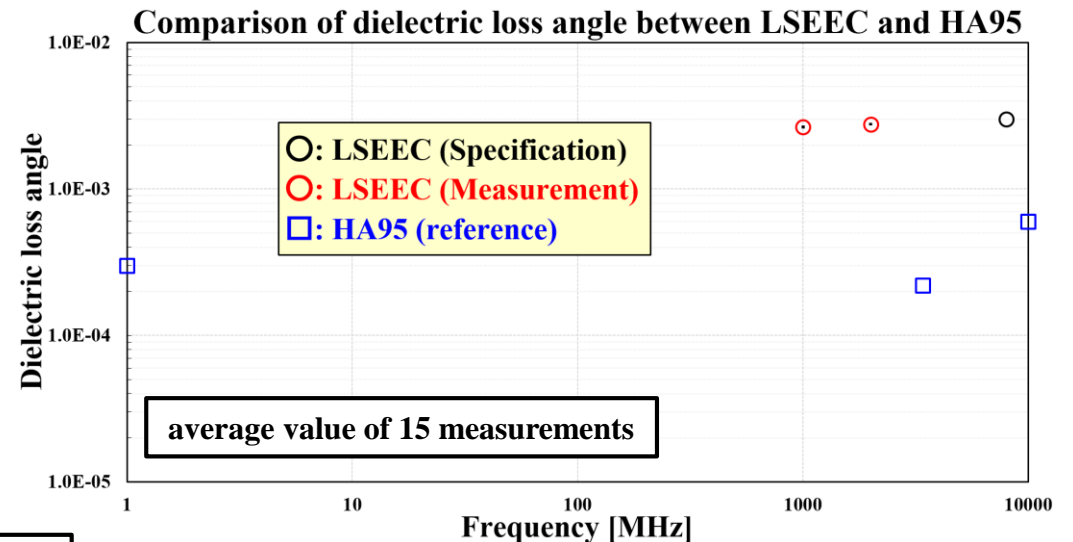 Comparison of dielectric loss angle between LSEEC and HA95
1.0E-02
1.0E-03
1.0E-04
1.0E-05
Dielectric loss angle
O: LSEEC (Specification)
O: LSEEC (Measurement)
□: HA95 (reference)
average value of 15 measurements
1 10 100 1000 10000
Frequency [MHz]